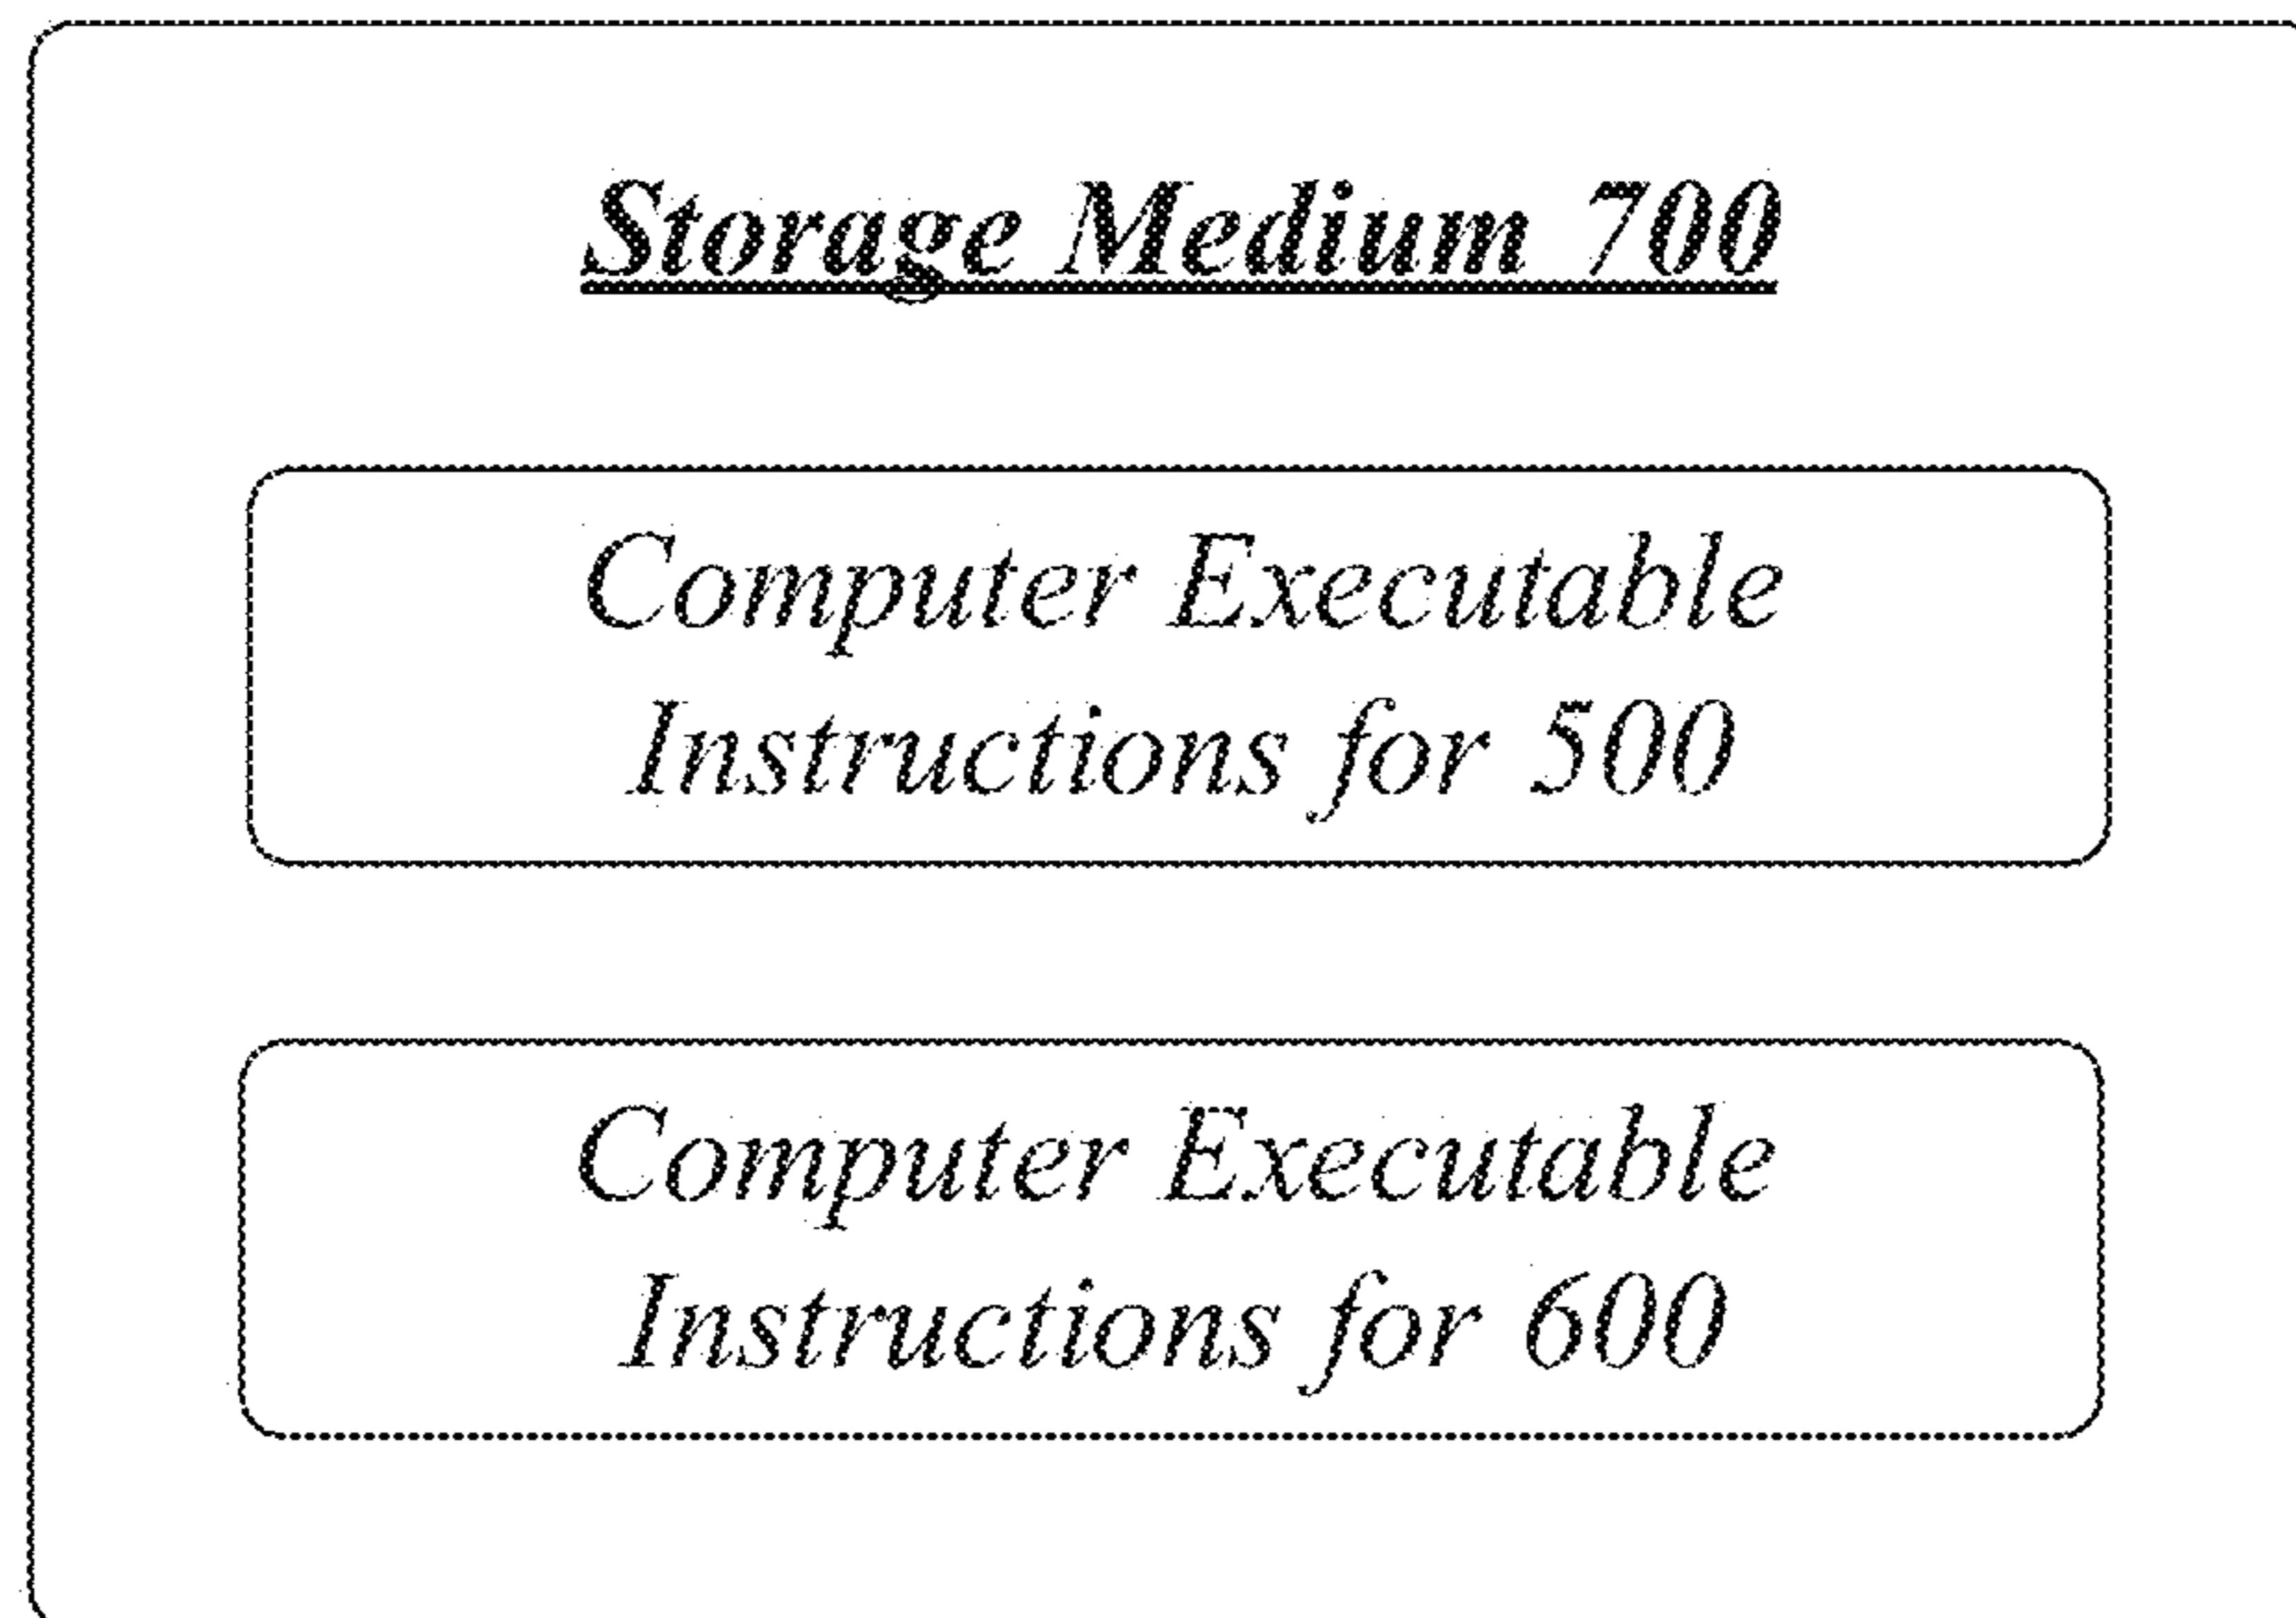 Storage Medium 700
Computer Executable
Instructions for 500
Computer Executable
Instructions for 600